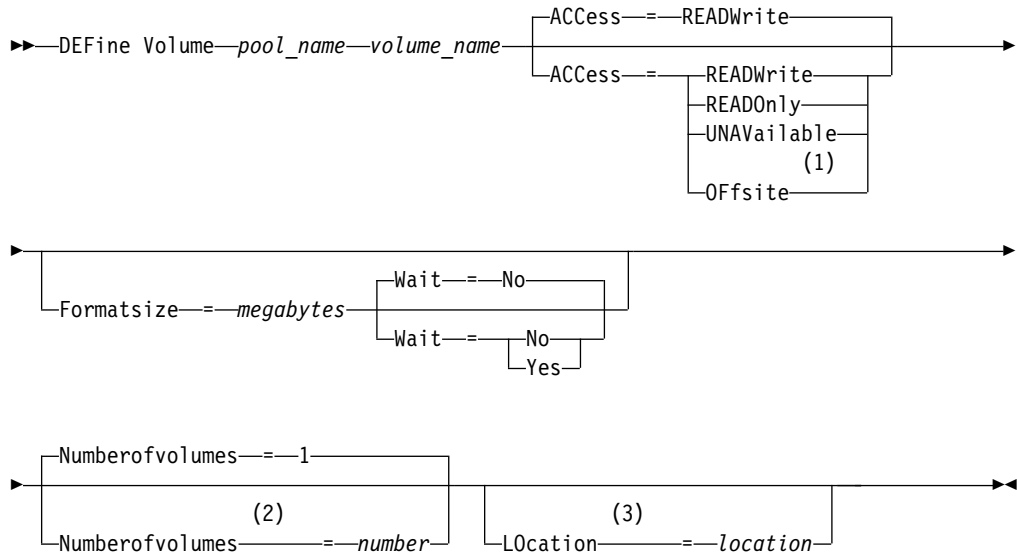 ACCess = READWrite
DEFine Volume pool_name volume_name
ACCess = READWrite
READOnly
UNAVailable
(1)
OFfsite
Wait = No
Formatsize = megabytes
Wait = No
Yes
Numberofvolumes = 1
(2) (3)
Numberofvolumes = number LOcation = location